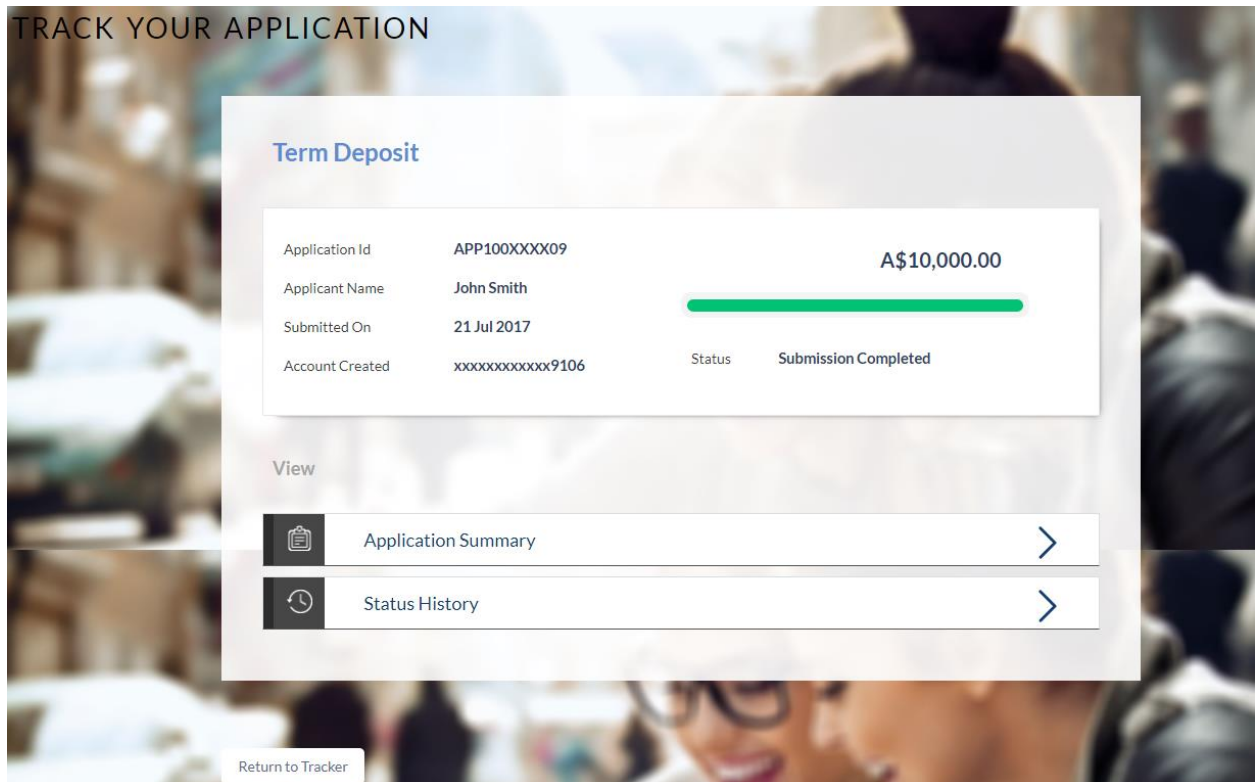 TRACK YOUR APPLICATION
Term Deposit
Application Id APP100XXXX09
Applicant Name John Smith
Submitted On 21 Jul 2017
Account Created xxxxxxxxxxxx9106
A$10,000.00
Status Submission Completed
View
Application Summary
Status History
Return to Tracker